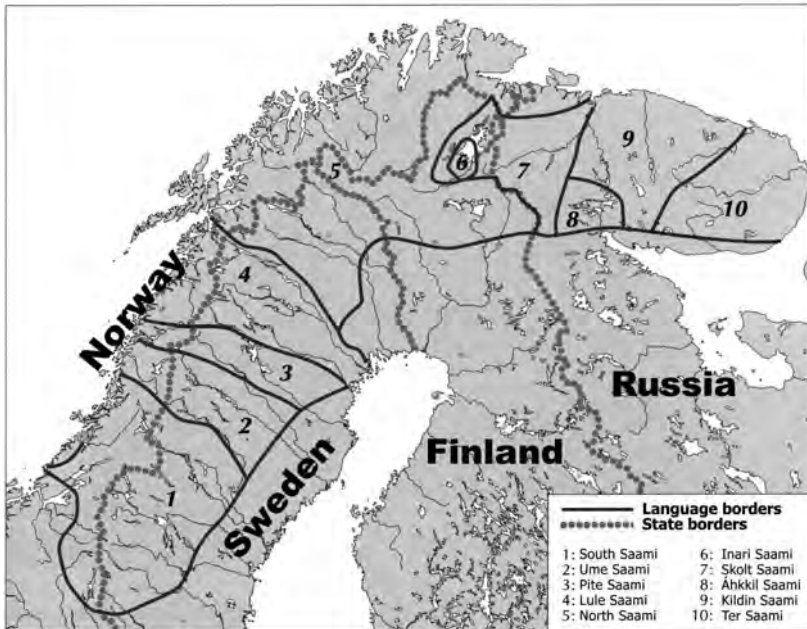 9
6
5
7
10
8
4
Norway
3
Russia
2
Finland
Sweden
1
Language borders
State borders
1: South Saami
2: Ume Saami
3: Pite Saami
4: Lule Saami
5: North Saami
6: Inari Saami
7: Skolt Saami
8: Áhkkil Saami
9: Kildin Saami
10: Ter Saami